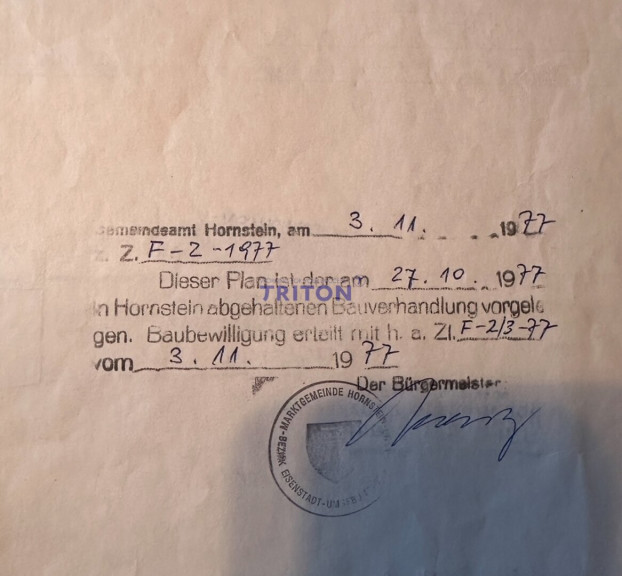 Gemeindeamt Hornstein, am 3. 11. 1977
Z. Z. F-2-1977
Dieser Plan ist der am 27. 10. 1977
TRITON
in Hornstein abgehaltenen Bauverhandlung vorgele
gen. Baubewilligung erteilt mit h. a. Zl. F-2/3-77
vom 3. 11. 1977
Der Bürgermeister
MARKTGEMEINDE HORNSTEIN
BEZIRK EISENSTADT-UM